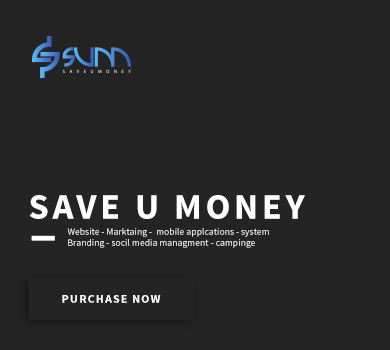 sum
SAVEUMONEY
SAVE U MONEY
Website - Marktaing - mobile applcations - system
Branding - socil media managment - campinge
PURCHASE NOW